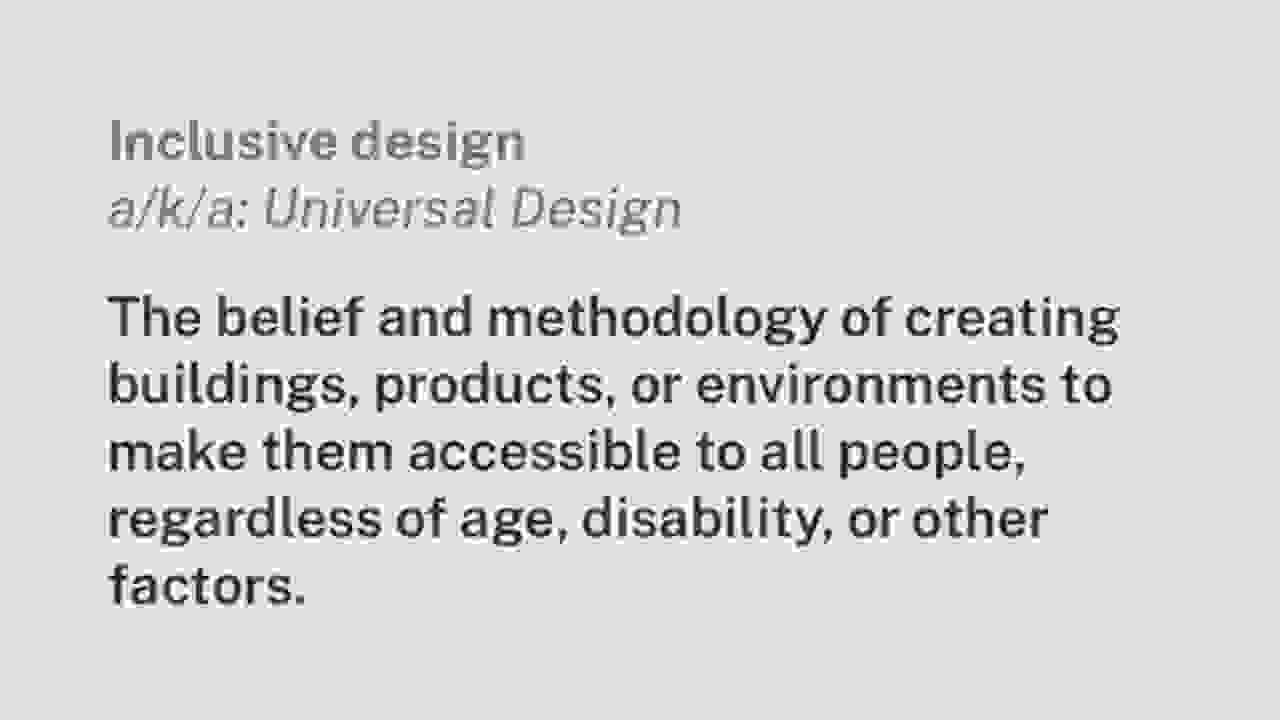 Inclusive design
a/k/a: Universal Design
The belief and methodology of creating
buildings, products, or environments to
make them accessible to all people,
regardless of age, disability, or other
factors.